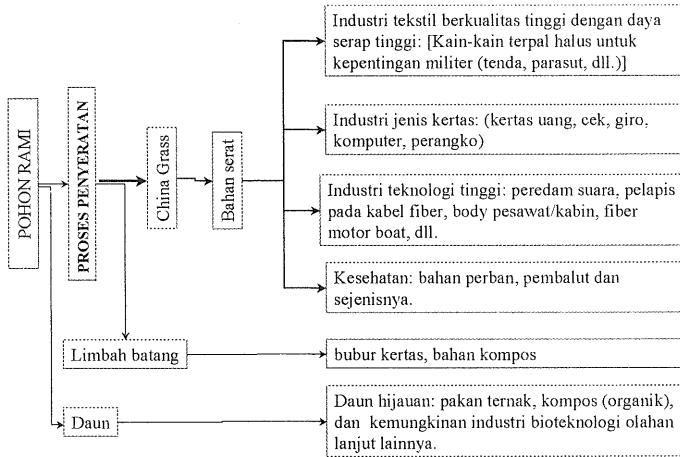 POHON RAMI
PROSES PENYERATAN
China Grass
Bahan serat
Industri tekstil berkualitas tinggi dengan daya
serap tinggi: [Kain-kain terpal halus untuk
kepentingan militer (tenda, parasut, dll.)]
Industri jenis kertas: (kertas uang, cek, giro,
komputer, perangko)
Industri teknologi tinggi: peredam suara, pelapis
pada kabel fiber, body pesawat/kabin, fiber
motor boat, dll.
Kesehatan: bahan perban, pembalut dan
sejenisnya.
Limbah batang
bubur kertas, bahan kompos
Daun
Daun hijauan: pakan ternak, kompos (organik),
dan kemungkinan industri bioteknologi olahan
lanjut lainnya.